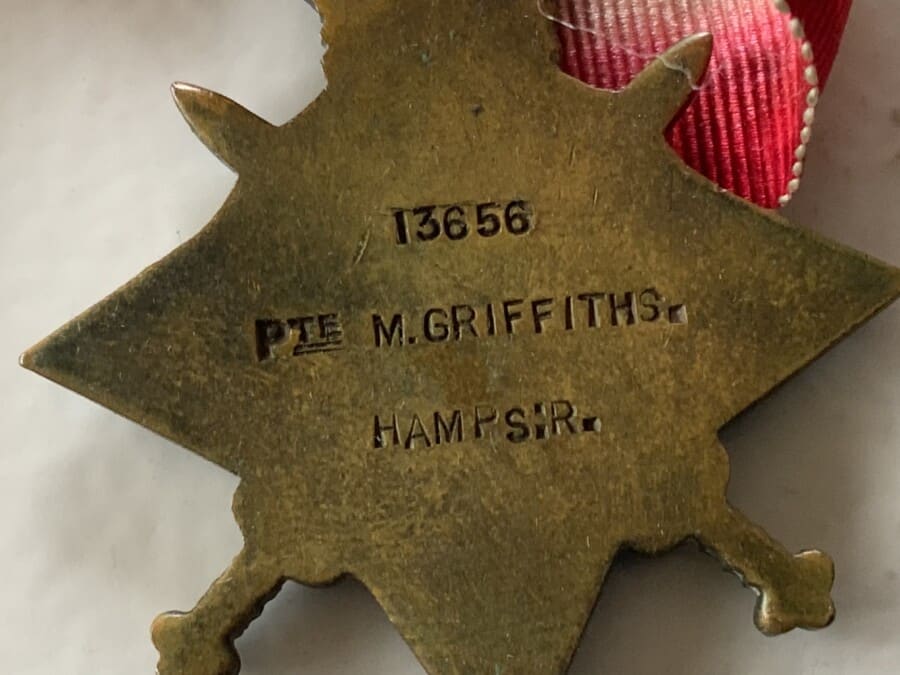 13656
PTE M.GRIFFITHS.
HAMPS:R.